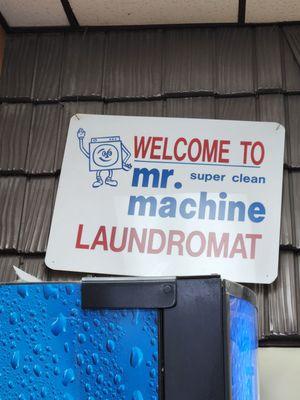 WELCOME TO
mr. super clean
machine
LAUNDROMAT